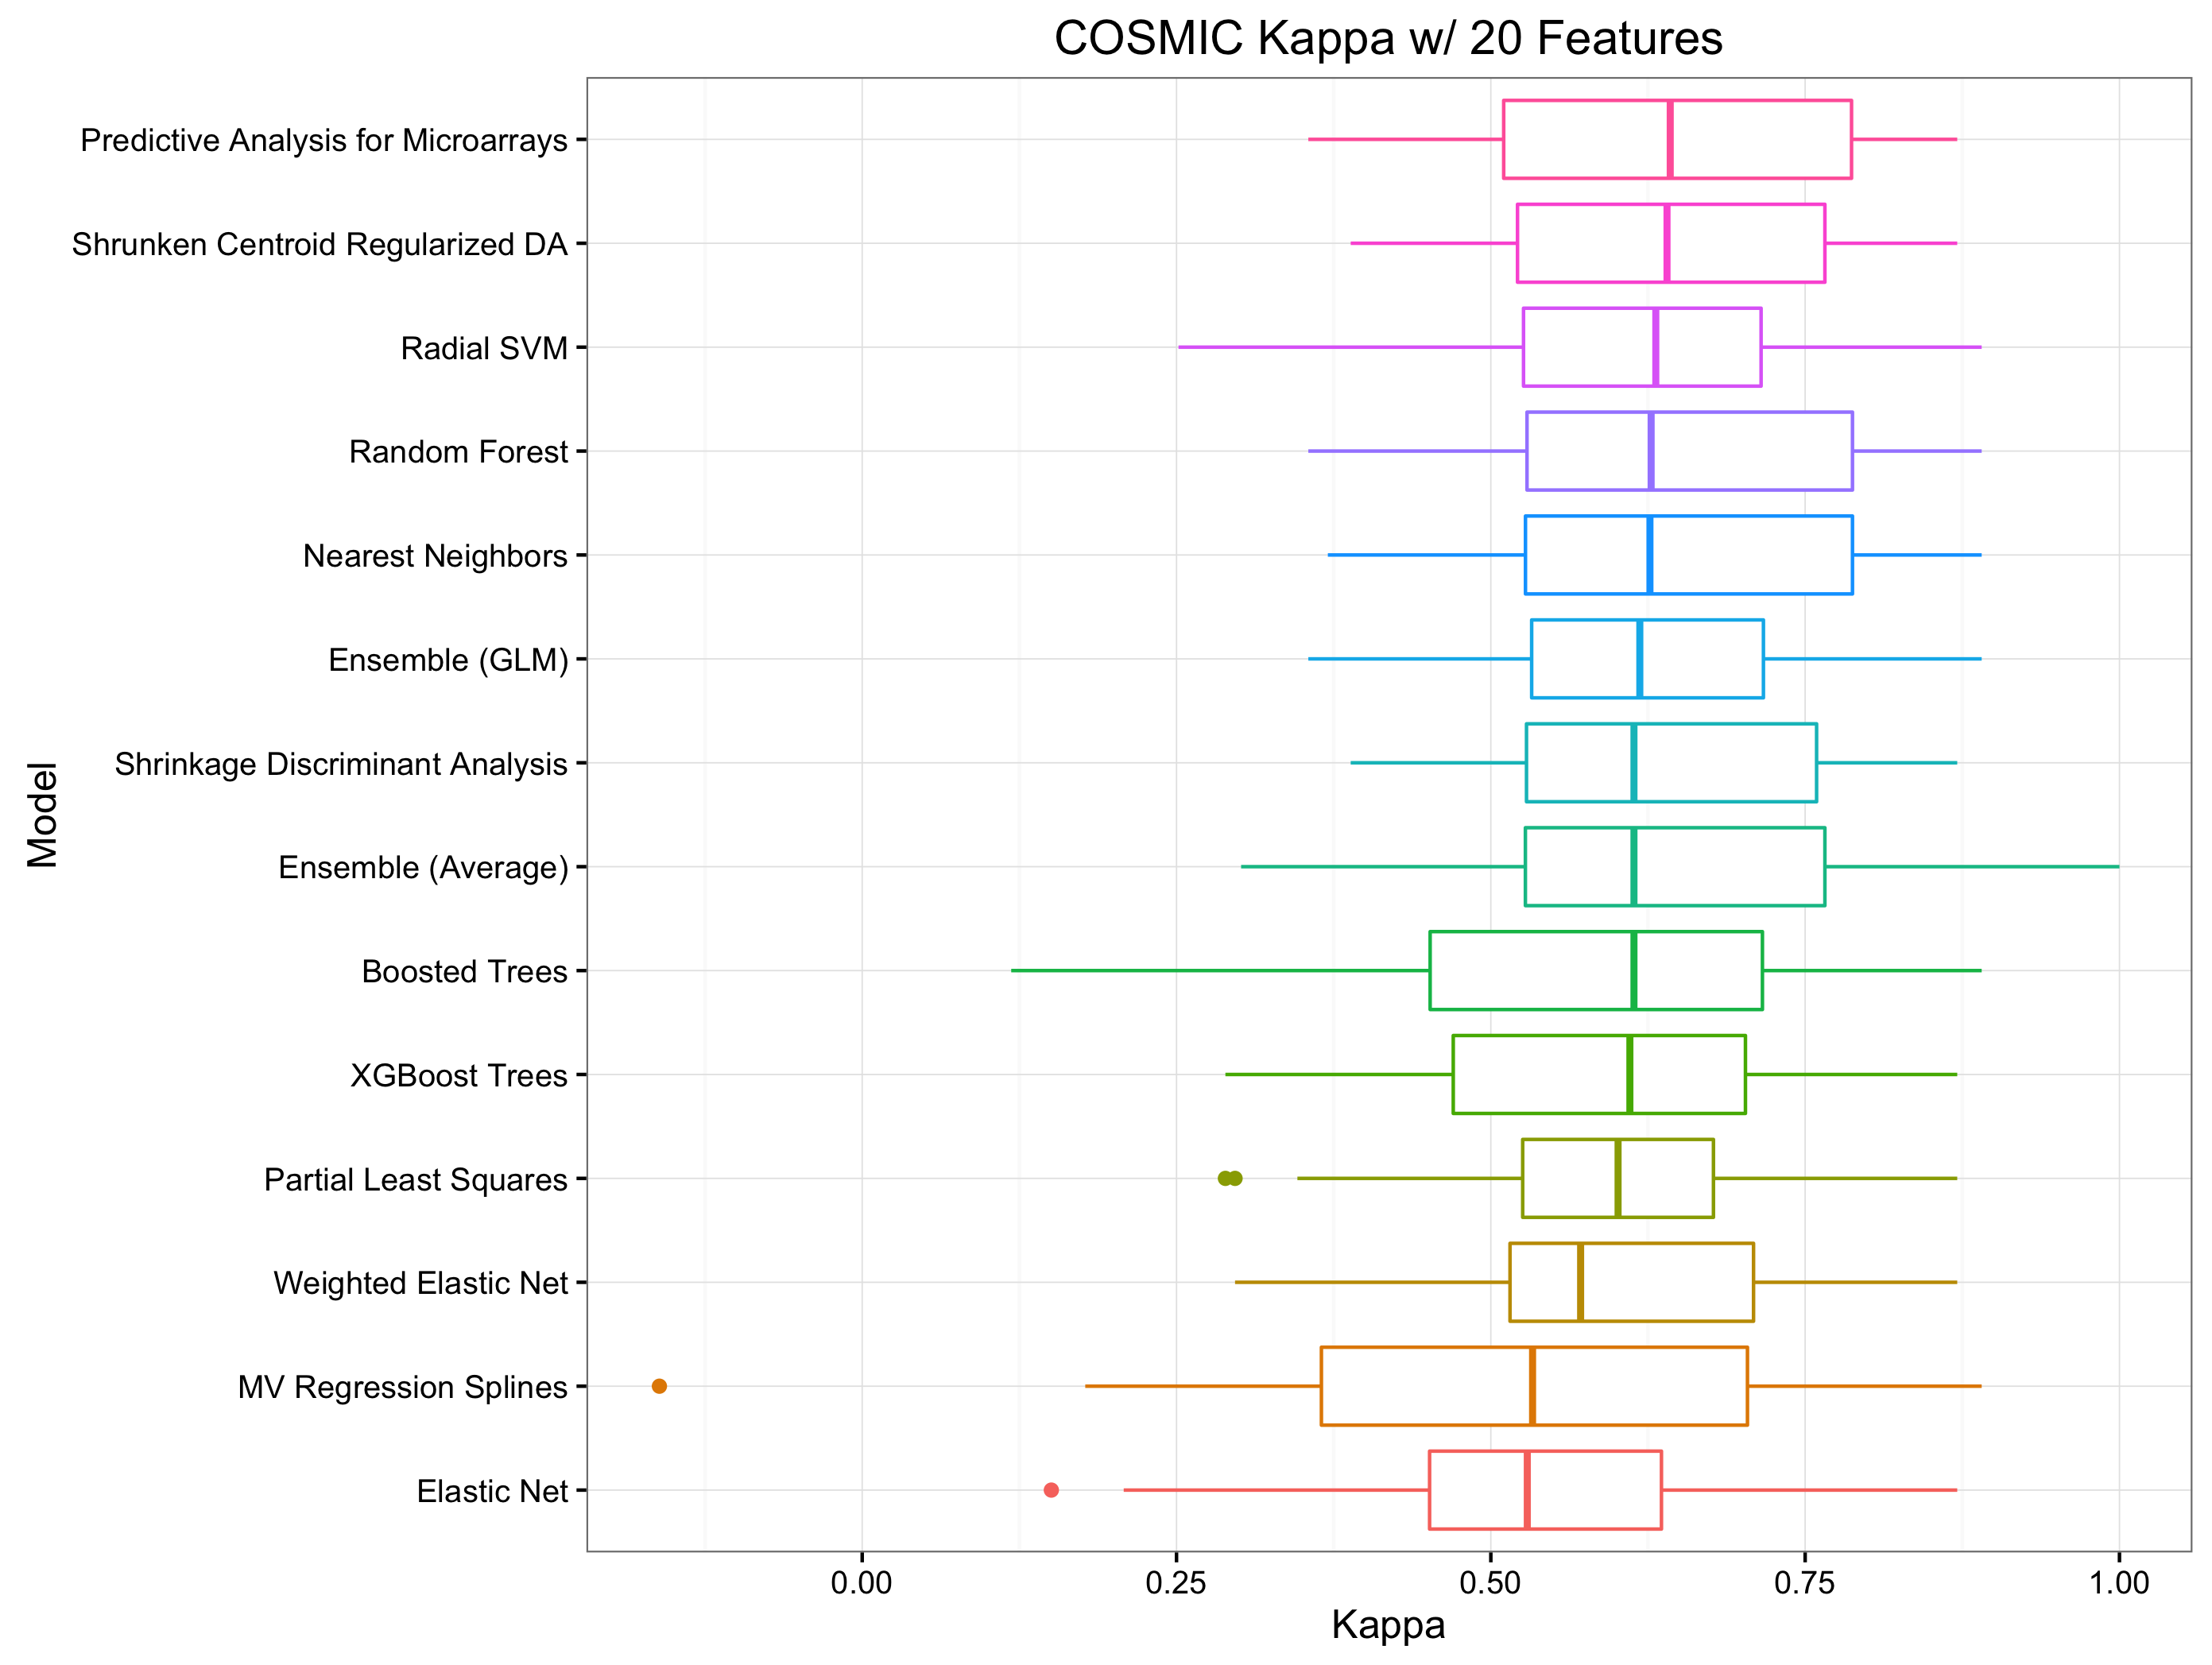 COSMIC Kappa w/ 20 Features
Predictive Analysis for Microarrays
Shrunken Centroid Regularized DA
Radial SVM
Random Forest
Nearest Neighbors
Ensemble (GLM)
Shrinkage Discriminant Analysis
Ensemble (Average)
Boosted Trees
XGBoost Trees
Partial Least Squares
Weighted Elastic Net
MV Regression Splines
Elastic Net
Model
0.00 0.25 0.50 0.75 1.00
Kappa